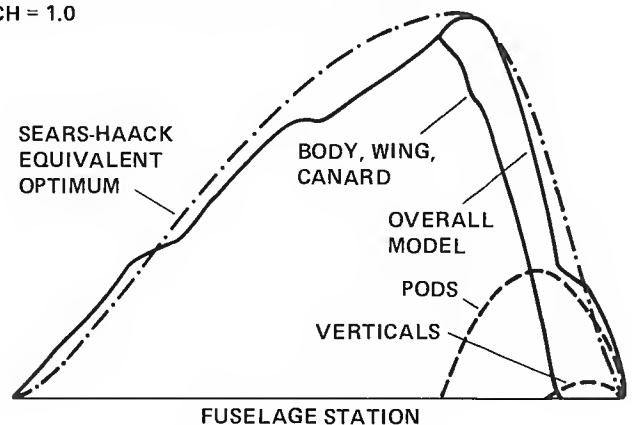 CH = 1.0
SEARS-HAACK
EQUIVALENT
OPTIMUM
BODY, WING,
CANARD
OVERALL
MODEL
PODS
VERTICALS
FUSELAGE STATION